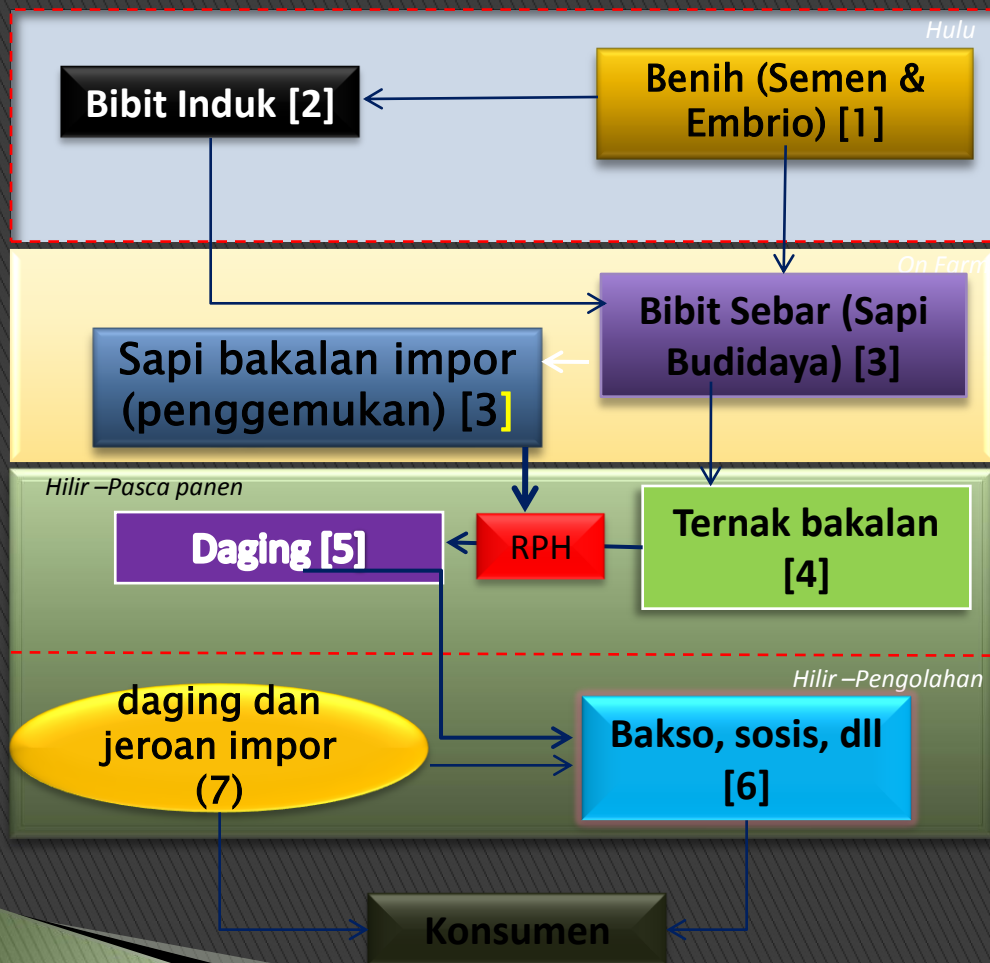 Hulu
Bibit Induk [2]
Benih (Semen &
Embrio) [1]
On Farm
Bibit Sebar (Sapi
Budidaya) [3]
Sapi bakalan impor
(penggemukan) [3]
Hilir –Pasca panen
Daging [5]
RPH
Ternak bakalan
[4]
Hilir –Pengolahan
daging dan
jeroan impor
(7)
Bakso, sosis, dll
[6]
Konsumen